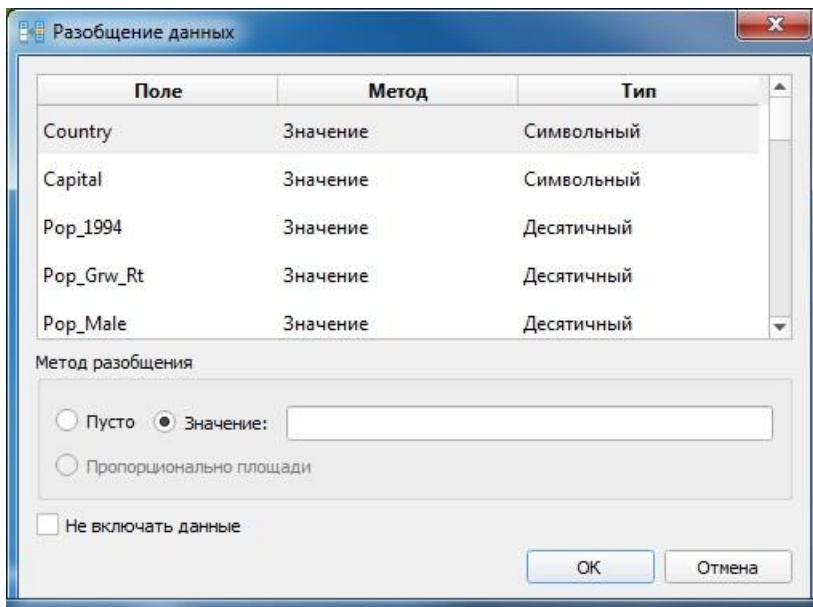 Разобщение данных
Поле Метод Тип
Country Значение Символьный
Capital Значение Символьный
Pop_1994 Значение Десятичный
Pop_Grw_Rt Значение Десятичный
Pop_Male Значение Десятичный
Метод разобщения
Пусто Значение:
Пропорционально площади
Не включать данные
ОК Отмена